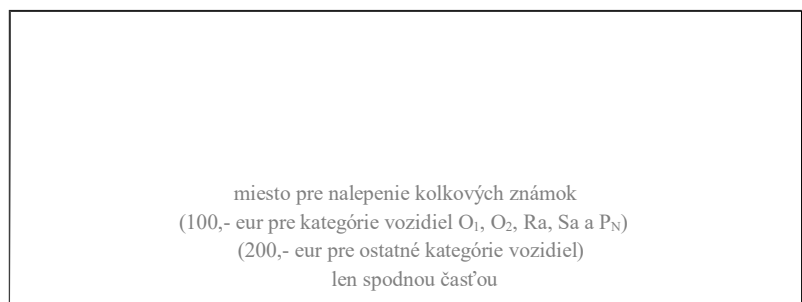 miesto pre nalepenie kolkových známok
(100,- eur pre kategórie vozidiel O₁, O₂, Ra, Sa a P_N)
(200,- eur pre ostatné kategórie vozidiel)
len spodnou časťou